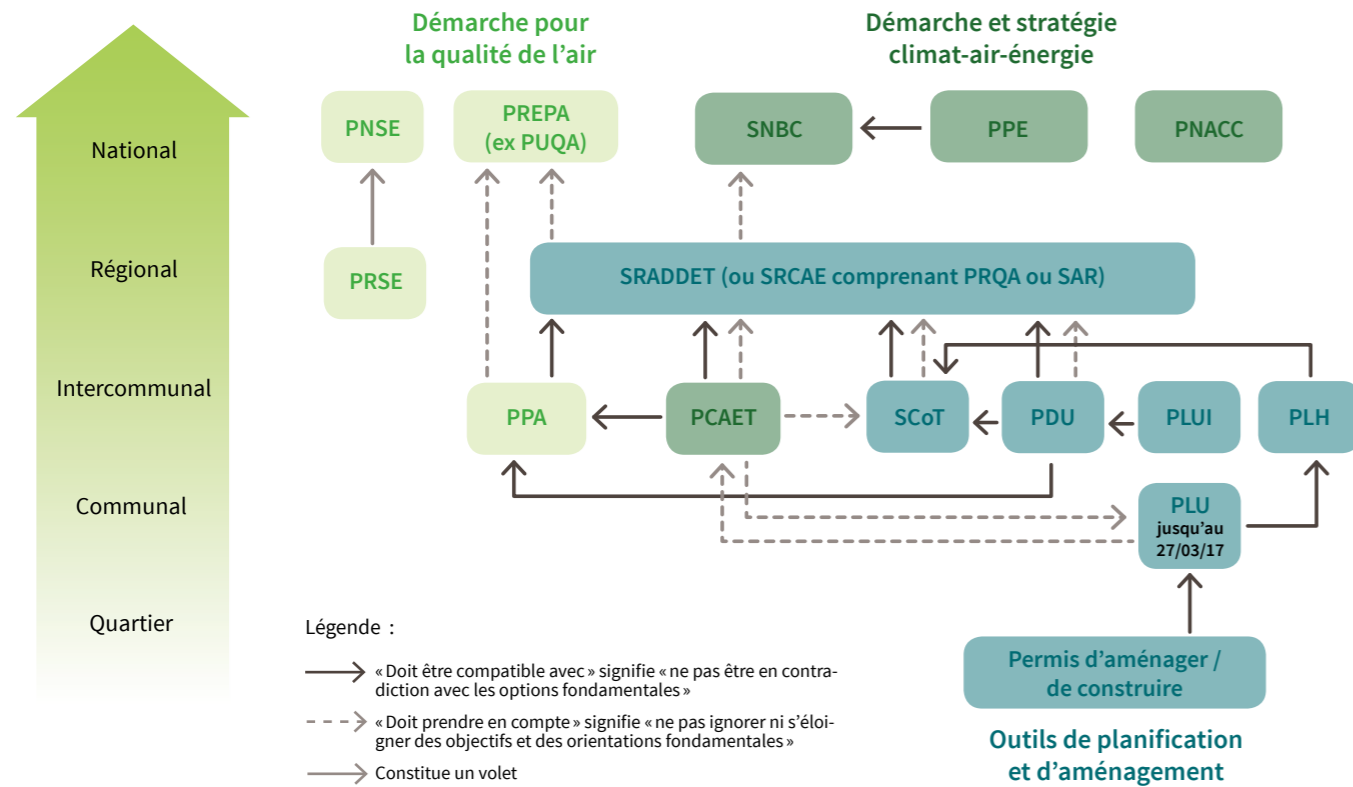 Démarche pour
la qualité de l’air
Démarche et stratégie
climat-air-énergie
National
PNSE
PREPA
(ex PUQA)
SNBC
PPE
PNACC
Régional
PRSE
SRADDET (ou SRCAE comprenant PRQA ou SAR)
Intercommunal
PPA
PCAET
SCoT
PDU
PLUI
PLH
Communal
PLU
jusqu’au
27/03/17
Quartier
Permis d’aménager /
de construire
Outils de planification
et d’aménagement
Légende :
« Doit être compatible avec » signifie « ne pas être en contra-
diction avec les options fondamentales »
« Doit prendre en compte » signifie « ne pas ignorer ni s’éloi-
gner des objectifs et des orientations fondamentales »
Constitue un volet